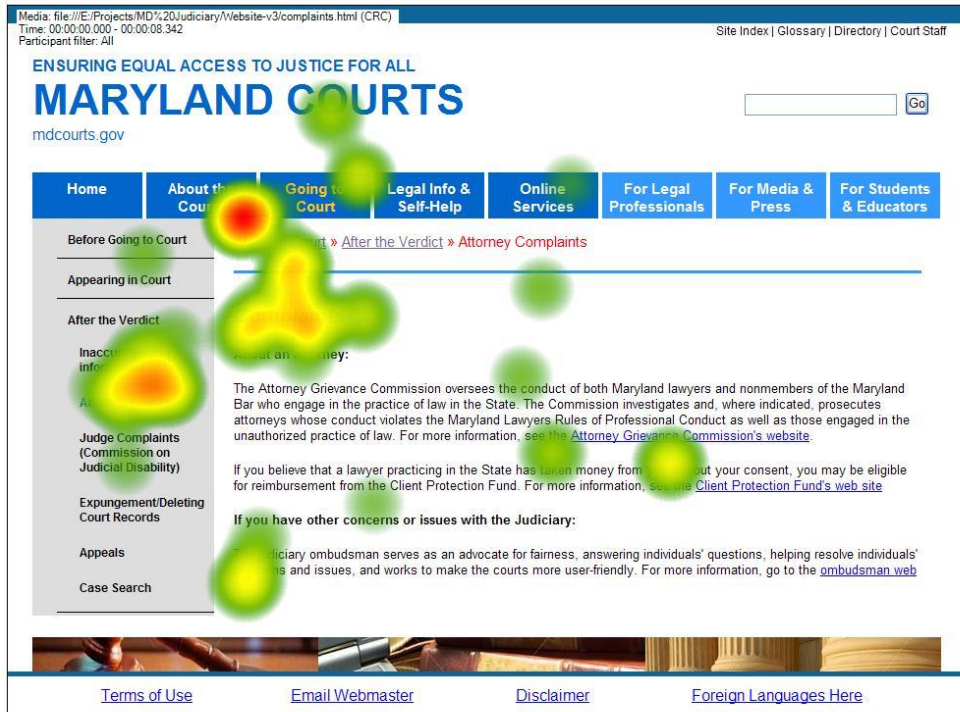 Media: file:///E:/Projects/MD%20Judiciary/Website-v3/complaints.html (CRC)
Time: 00:00:00.000 - 00:00:08.342
Participant filter: All
Site Index | Glossary | Directory | Court Staff
ENSURING EQUAL ACCESS TO JUSTICE FOR ALL
MARYLAND COURTS
Go
mdcourts.gov
Home
About the
Going to
Court
Legal Info &
Self-Help
Online
Services
For Legal
Professionals
For Media &
Press
For Students
& Educators
Before Going to Court
Appearing in Court
After the Verdict
Judge Complaints
(Commission on
Judicial Disability)
Expungement/Deleting
Court Records
Appeals
Case Search
» After the Verdict » Attorney Complaints
About an attorney:
The Attorney Grievance Commission oversees the conduct of both Maryland lawyers and nonmembers of the Maryland
Bar who engage in the practice of law in the State. The Commission investigates and, where indicated, prosecutes
attorneys whose conduct violates the Maryland Lawyers Rules of Professional Conduct as well as those engaged in the
unauthorized practice of law. For more information, see the Attorney Grievance Commission's website.
If you believe that a lawyer practicing in the State has taken money from your consent, you may be eligible
for reimbursement from the Client Protection Fund. For more information, see the Client Protection Fund's web site
If you have other concerns or issues with the Judiciary:
ombudsman serves as an advocate for fairness, answering individuals' questions, helping resolve individuals'
and issues, and works to make the courts more user-friendly. For more information, go to the ombudsman web
Terms of Use
Email Webmaster
Disclaimer
Foreign Languages Here